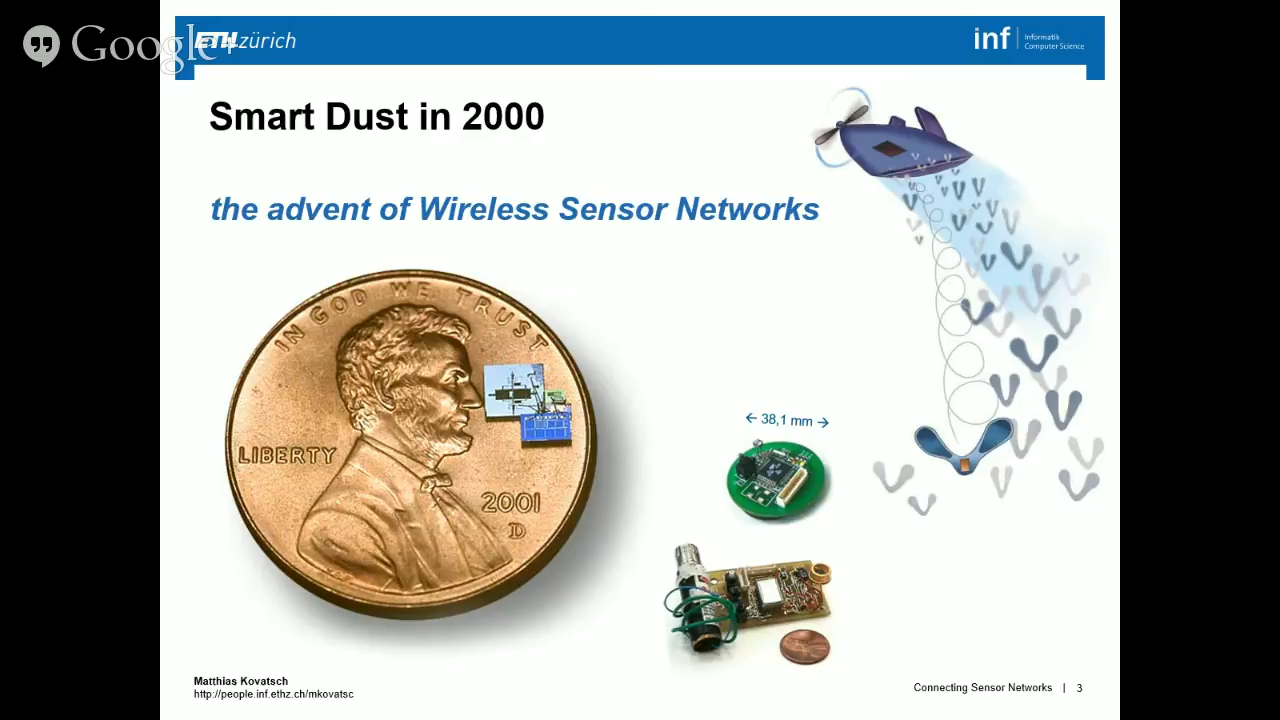 Google+
ETH zürich
inf
Informatik
Computer Science
Smart Dust in 2000
the advent of Wireless Sensor Networks
IN GOD WE TRUST
LIBERTY
2001
D
← 38,1 mm →
Matthias Kovatsch
http://people.inf.ethz.ch/mkovatsc
Connecting Sensor Networks | 3